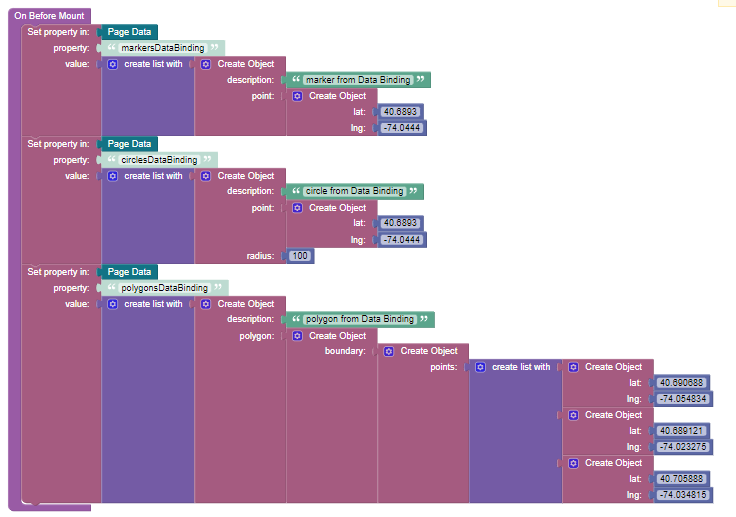 On Before Mount
Set property in: Page Data
property: “ markersDataBinding ”
value: create list with Create Object
description: “ marker from Data Binding ”
point: Create Object
lat: 40.6893
lng: -74.0444
Set property in: Page Data
property: “ circlesDataBinding ”
value: create list with Create Object
description: “ circle from Data Binding ”
point: Create Object
lat: 40.6893
lng: -74.0444
radius: 100
Set property in: Page Data
property: “ polygonsDataBinding ”
value: create list with Create Object
description: “ polygon from Data Binding ”
polygon: Create Object
boundary: Create Object
points: create list with Create Object
lat: 40.690688
lng: -74.054834
Create Object
lat: 40.689121
lng: -74.023275
Create Object
lat: 40.705888
lng: -74.034815